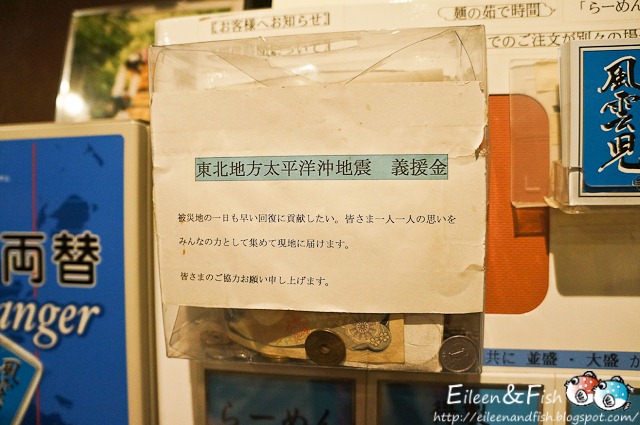 【お客様へお知らせ】
麺の茹で時間
「らーめん
でのご注文が別々の場
風雲児
東北地方太平洋沖地震　義援金
被災地の一日も早い回復に貢献したい。皆さま一人一人の思いを
みんなの力として集めて現地に届けます。
皆さまのご協力お願い申し上げます。
両替
anger
共に 並盛・大盛 か
らーめん
Eileen&Fish
http://eileenandfish.blogspot.com/